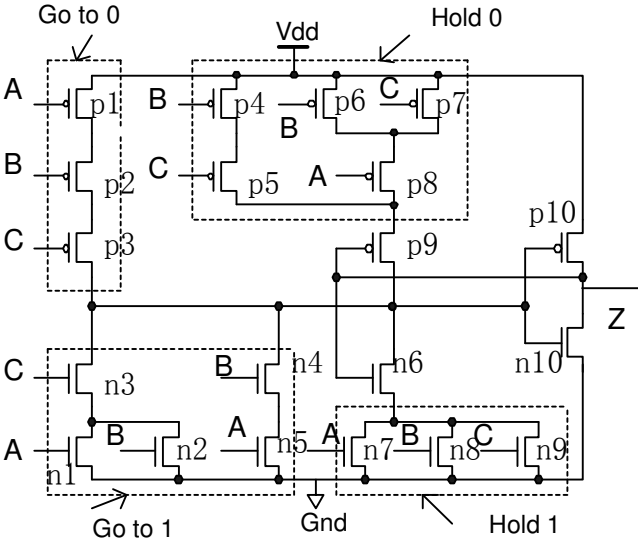 Go to 0
Vdd
Hold 0
A
p1
B
p4
B
p6
C
p7
B
p2
C
p5
A
p8
C
p3
p9
p10
Z
C
n3
B
n4
n6
n10
A
n1
B
n2
A
n5
A
n7
B
n8
C
n9
Go to 1
Gnd
Hold 1